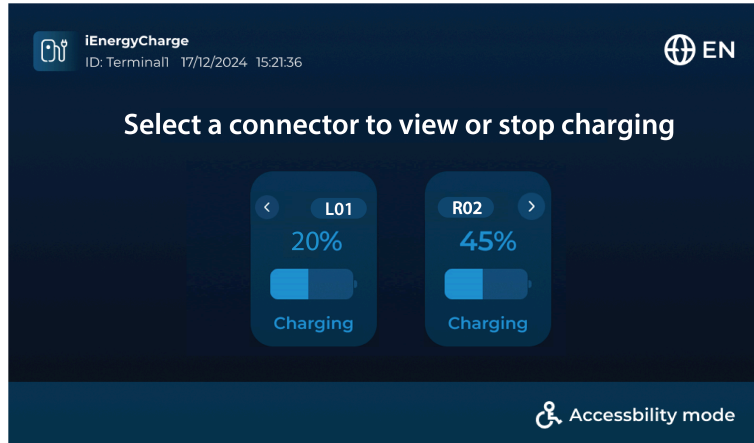 iEnergyCharge
ID: Terminal1 17/12/2024 15:21:36
EN
Select a connector to view or stop charging
L01
R02
20%
45%
Charging
Charging
Accessbility mode